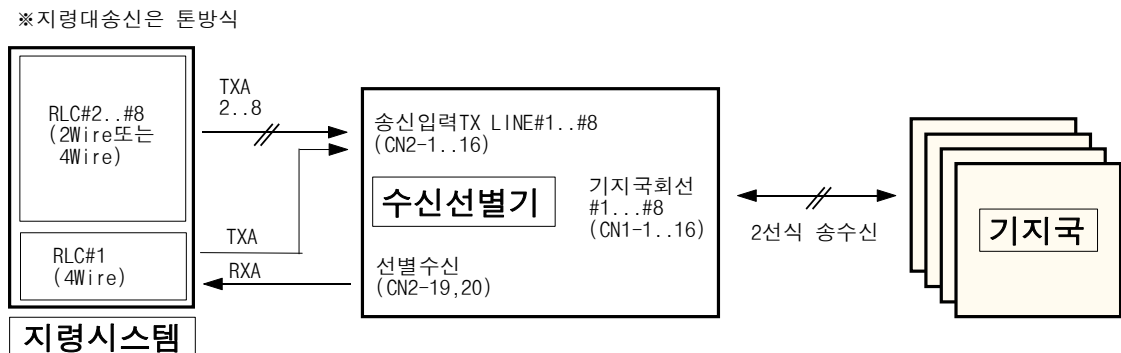 ※지령대송신은 톤방식
RLC#2..#8
(2Wire또는
4Wire)
RLC#1
(4Wire)
지령시스템
TXA
2..8
TXA
RXA
송신입력TX LINE#1..#8
(CN2-1..16)
수신선별기
기지국회선
#1...#8
(CN1-1..16)
선별수신
(CN2-19,20)
2선식 송수신
기지국